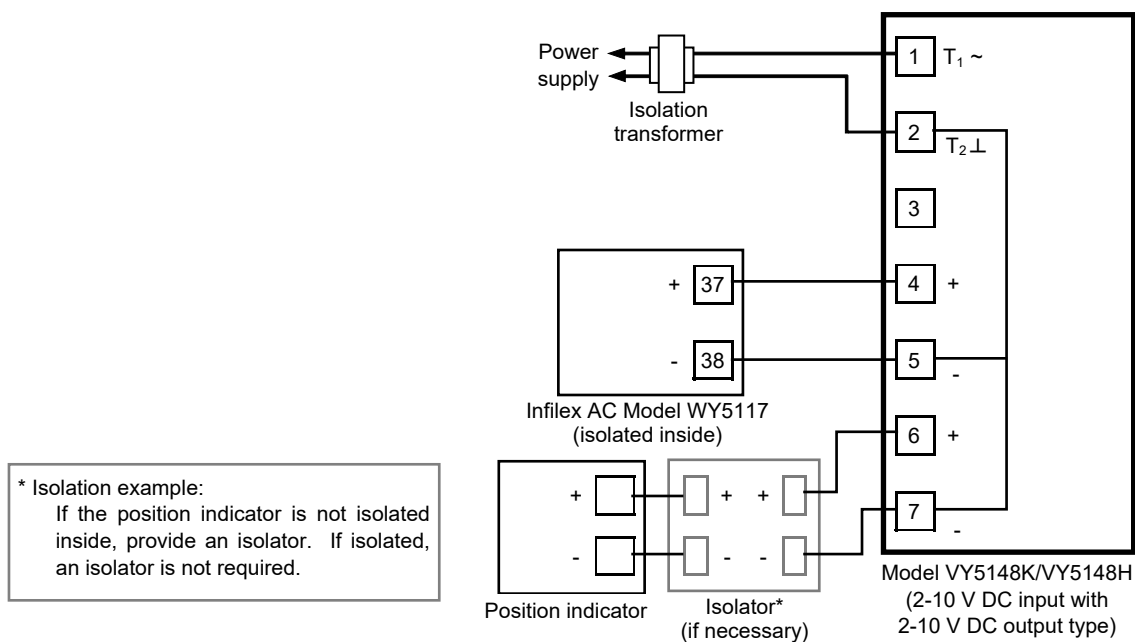 Power
supply
Isolation
transformer
1 T₁ ~
2 T₂⊥
3
+ 37
4 +
- 38
5 -
Infilex AC Model WY5117
(isolated inside)
6 +
7 -
+ + +
- - -
Position indicator
Isolator*
(if necessary)
Model VY5148K/VY5148H
(2-10 V DC input with
2-10 V DC output type)
* Isolation example:
If the position indicator is not isolated
inside, provide an isolator. If isolated,
an isolator is not required.